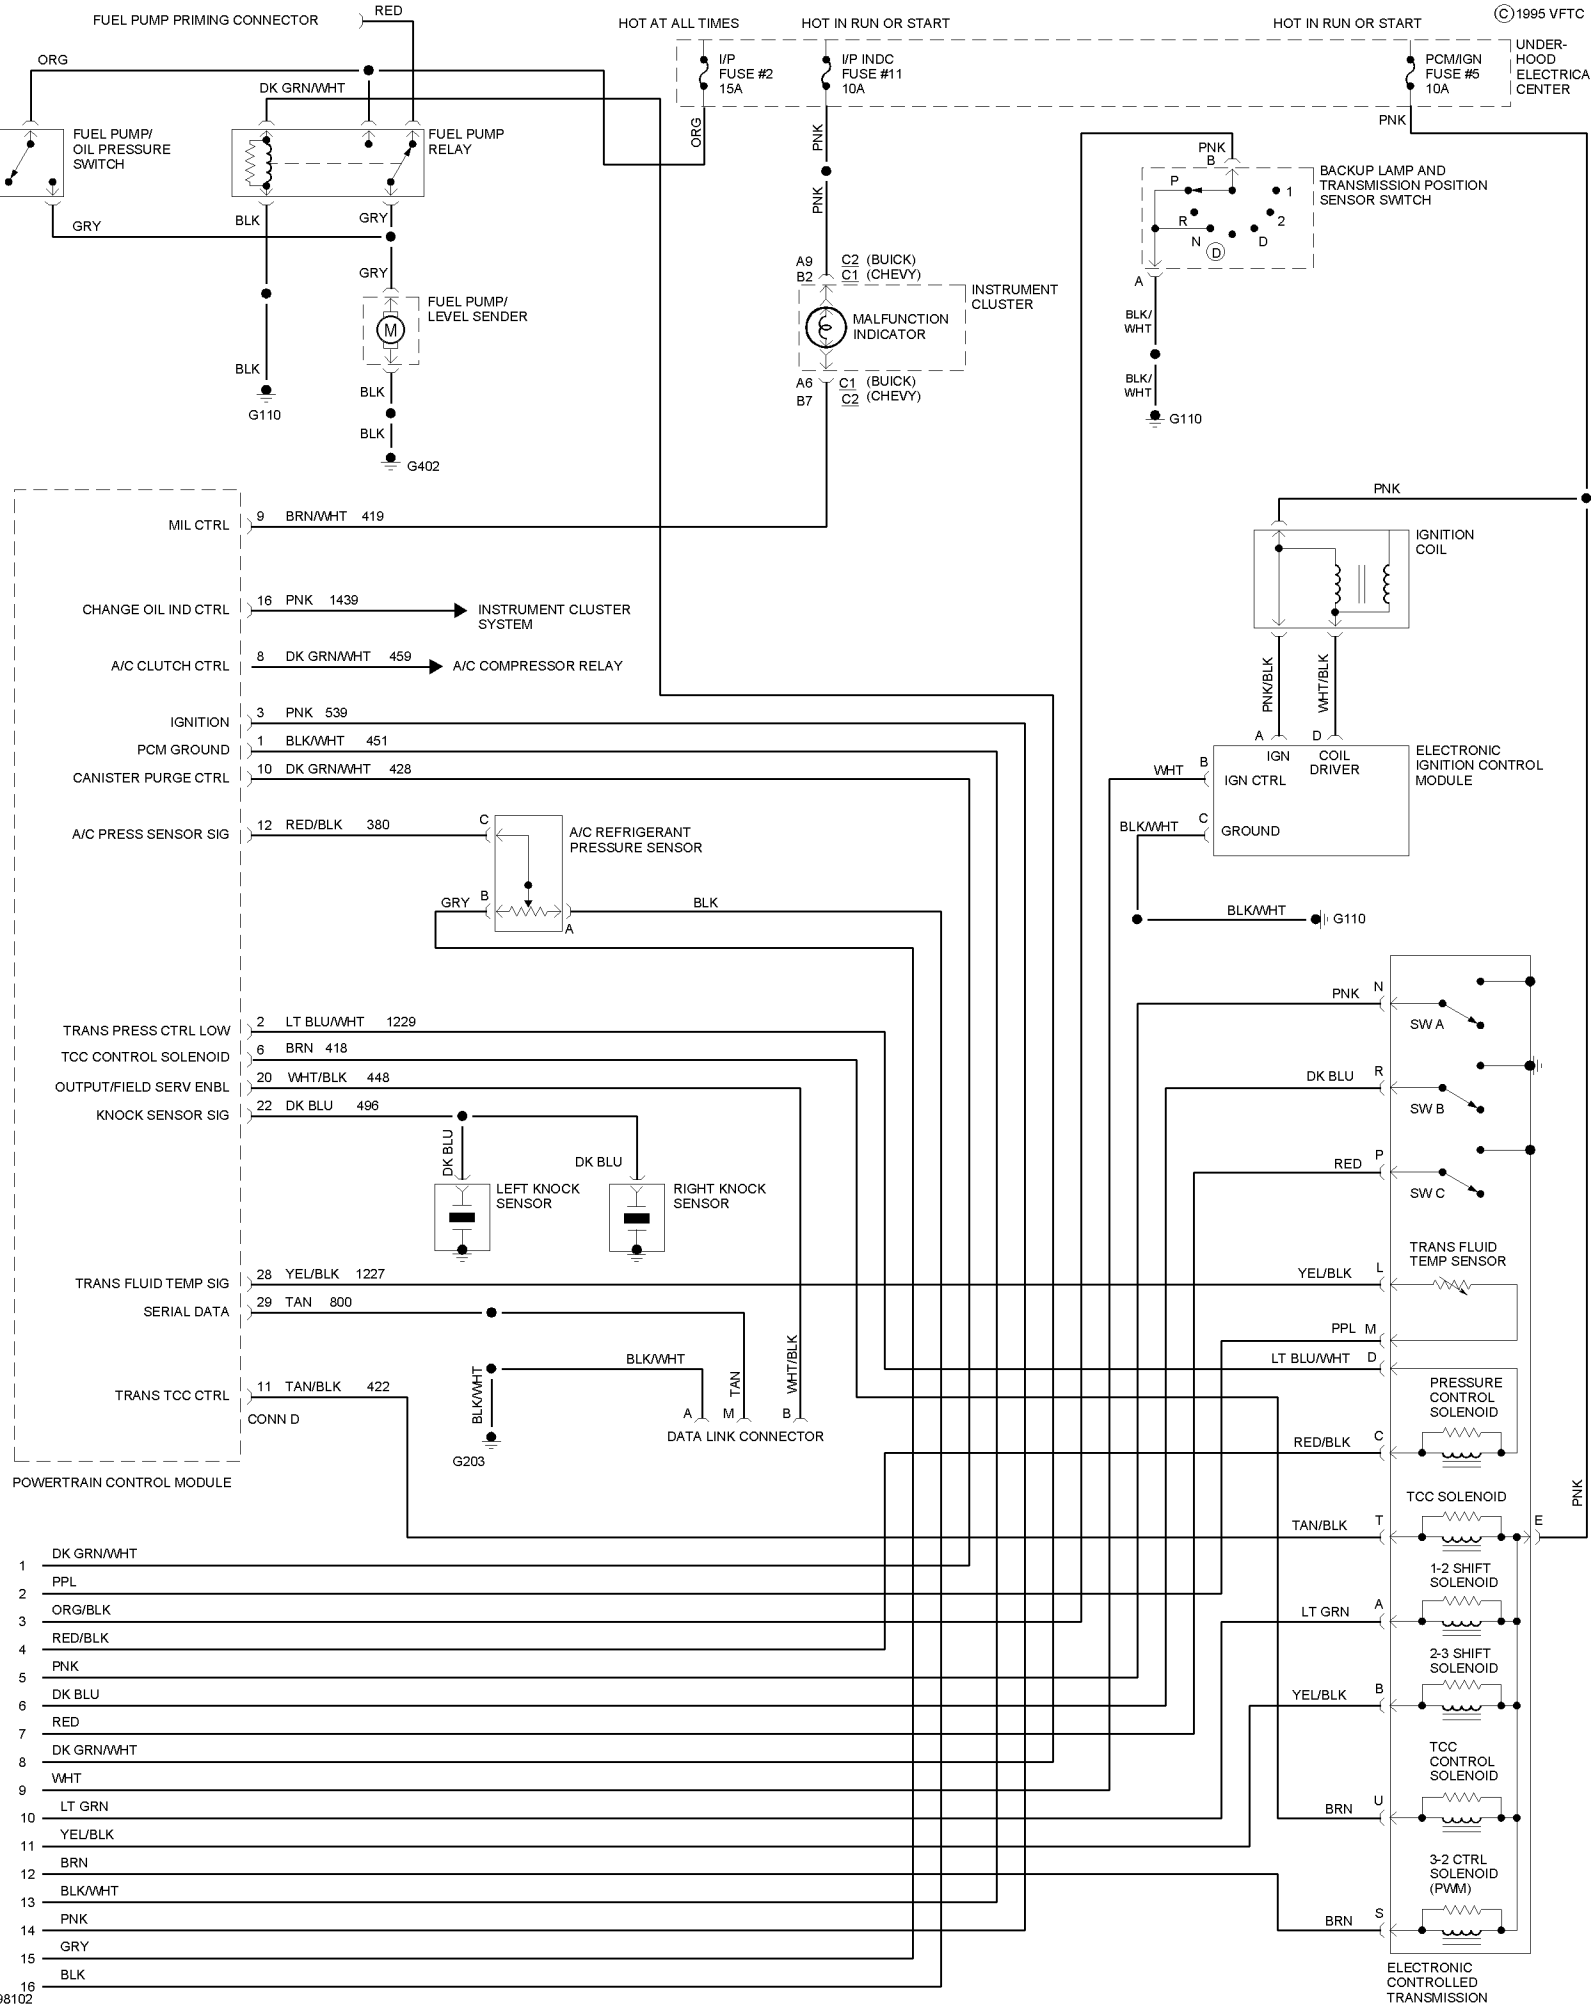 FUEL PUMP PRIMING CONNECTOR
RED
HOT AT ALL TIMES
HOT IN RUN OR START
HOT IN RUN OR START
© 1995 VFTC
ORG
DK GRN/WHT
I/P
FUSE #2
15A
I/P INDC
FUSE #11
10A
PCM/IGN
FUSE #5
10A
UNDER-
HOOD
ELECTRICA
CENTER
FUEL PUMP/
OIL PRESSURE
SWITCH
FUEL PUMP
RELAY
ORG
PNK
PNK
PNK
PNK
B
BACKUP LAMP AND
TRANSMISSION POSITION
SENSOR SWITCH
P
1
R
2
N
D
D
A
GRY
BLK
GRY
GRY
BLK/
WHT
BLK/
WHT
G110
A9 C2 (BUICK)
B2 C1 (CHEVY)
INSTRUMENT
CLUSTER
MALFUNCTION
INDICATOR
A6 C1 (BUICK)
B7 C2 (CHEVY)
FUEL PUMP/
LEVEL SENDER
M
BLK
G110
BLK
BLK
G402
MIL CTRL
9 BRN/WHT 419
CHANGE OIL IND CTRL
16 PNK 1439
INSTRUMENT CLUSTER
SYSTEM
A/C CLUTCH CTRL
8 DK GRN/WHT 459
A/C COMPRESSOR RELAY
IGNITION
3 PNK 539
PCM GROUND
1 BLK/WHT 451
CANISTER PURGE CTRL
10 DK GRN/WHT 428
A/C PRESS SENSOR SIG
12 RED/BLK 380
C
A/C REFRIGERANT
PRESSURE SENSOR
GRY
B
A
BLK
PNK
IGNITION
COIL
PNK/BLK
WHT/BLK
A
D
IGN
COIL
DRIVER
ELECTRONIC
IGNITION CONTROL
MODULE
WHT
B
IGN CTRL
BLK/WHT
C
GROUND
BLK/WHT
G110
TRANS PRESS CTRL LOW
2 LT BLU/WHT 1229
TCC CONTROL SOLENOID
6 BRN 418
OUTPUT/FIELD SERV ENBL
20 WHT/BLK 448
KNOCK SENSOR SIG
22 DK BLU 496
DK BLU
DK BLU
LEFT KNOCK
SENSOR
RIGHT KNOCK
SENSOR
TRANS FLUID TEMP SIG
28 YEL/BLK 1227
SERIAL DATA
29 TAN 800
BLK/WHT
BLK/WHT
TAN
WHT/BLK
TRANS TCC CTRL
11 TAN/BLK 422
CONN D
A
M
B
DATA LINK CONNECTOR
G203
POWERTRAIN CONTROL MODULE
PNK N
SW A
DK BLU R
SW B
RED P
SW C
TRANS FLUID
TEMP SENSOR
YEL/BLK L
PPL M
LT BLU/WHT D
PRESSURE
CONTROL
SOLENOID
RED/BLK C
TCC SOLENOID
TAN/BLK T
E
PNK
1-2 SHIFT
SOLENOID
LT GRN A
2-3 SHIFT
SOLENOID
YEL/BLK B
TCC
CONTROL
SOLENOID
BRN U
3-2 CTRL
SOLENOID
(PWM)
BRN S
ELECTRONIC
CONTROLLED
TRANSMISSION
1 DK GRN/WHT
2 PPL
3 ORG/BLK
4 RED/BLK
5 PNK
6 DK BLU
7 RED
8 DK GRN/WHT
9 WHT
10 LT GRN
11 YEL/BLK
12 BRN
13 BLK/WHT
14 PNK
15 GRY
16 BLK
98102